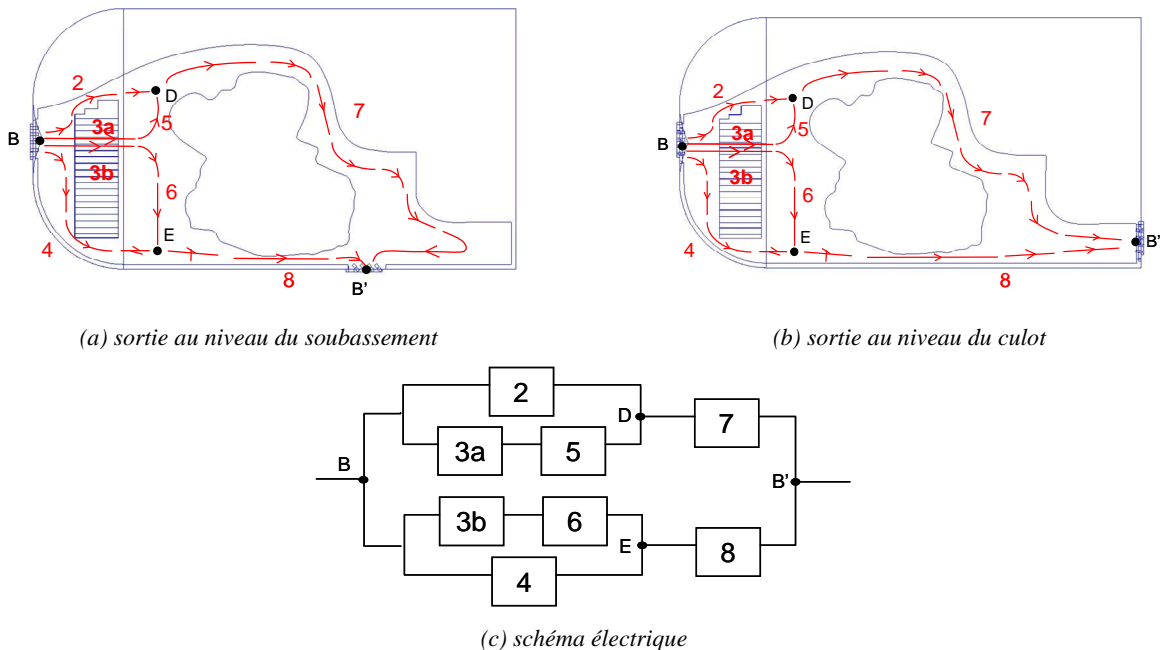 2
D
7
B
3a
5
3b
6
4
E
8
B'
(a) sortie au niveau du soubassement
2
D
7
B
3a
5
3b
6
4
E
8
B'
(b) sortie au niveau du culot
2
D
7
3a
5
B
B'
3b
6
E
8
4
(c) schéma électrique